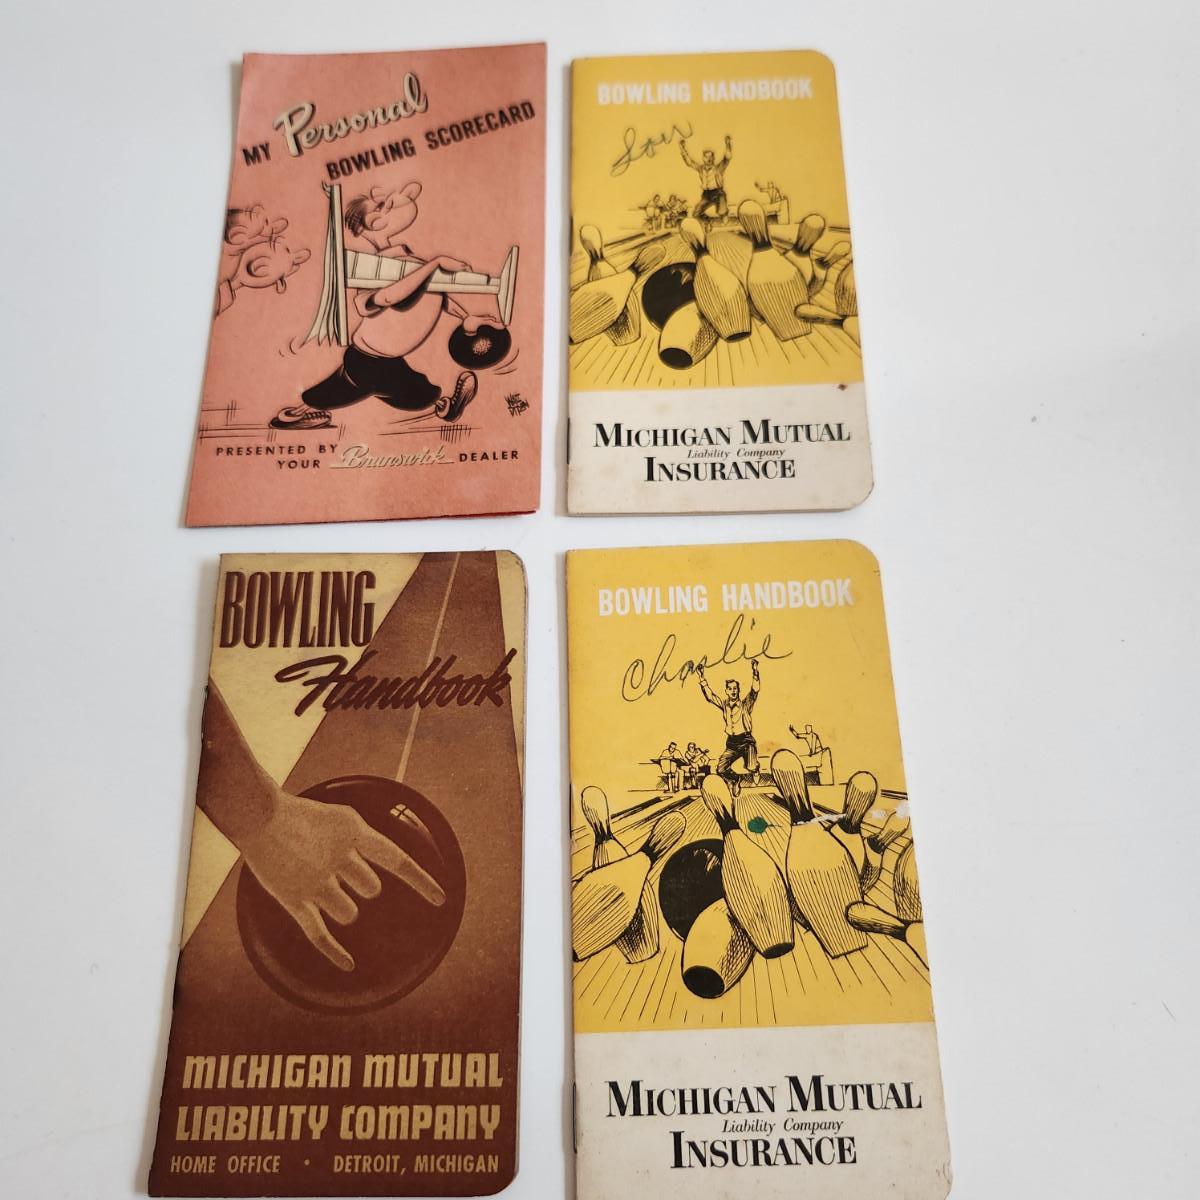 MY Personal
BOWLING SCORECARD
PRESENTED BY
YOUR Brunswick DEALER
BOWLING HANDBOOK
MICHIGAN MUTUAL
Liability Company
INSURANCE
BOWLING
Handbook
MICHIGAN MUTUAL
LIABILITY COMPANY
HOME OFFICE • DETROIT, MICHIGAN
BOWLING HANDBOOK
Charlie
MICHIGAN MUTUAL
Liability Company
INSURANCE